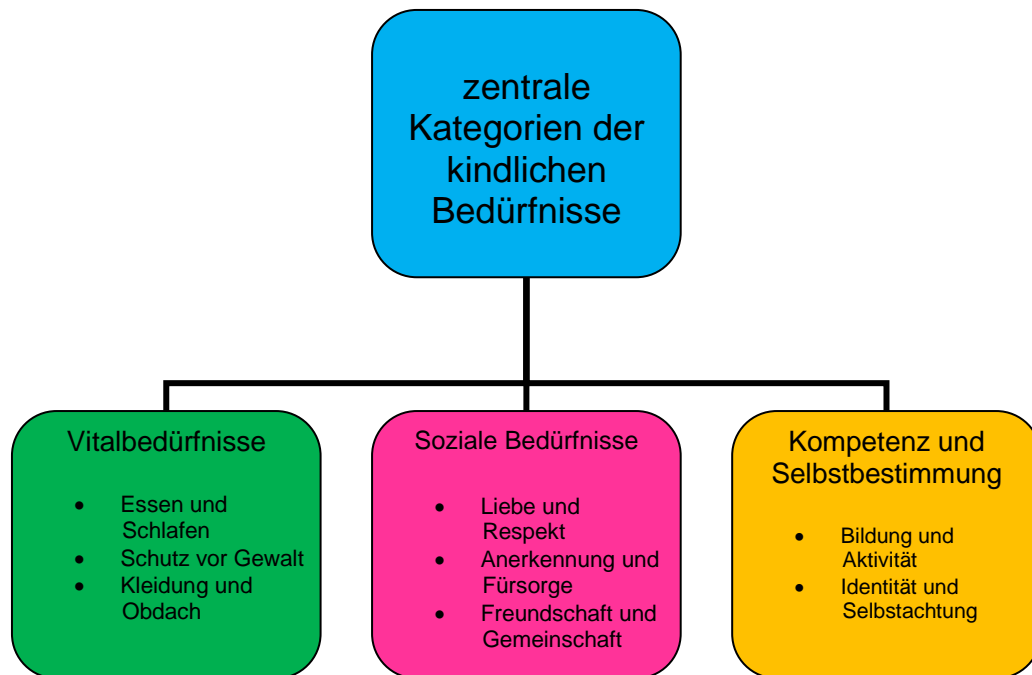 zentrale
Kategorien der
kindlichen
Bedürfnisse
Vitalbedürfnisse
• Essen und
Schlafen
• Schutz vor Gewalt
• Kleidung und
Obdach
Soziale Bedürfnisse
• Liebe und
Respekt
• Anerkennung und
Fürsorge
• Freundschaft und
Gemeinschaft
Kompetenz und
Selbstbestimmung
• Bildung und
Aktivität
• Identität und
Selbstachtung